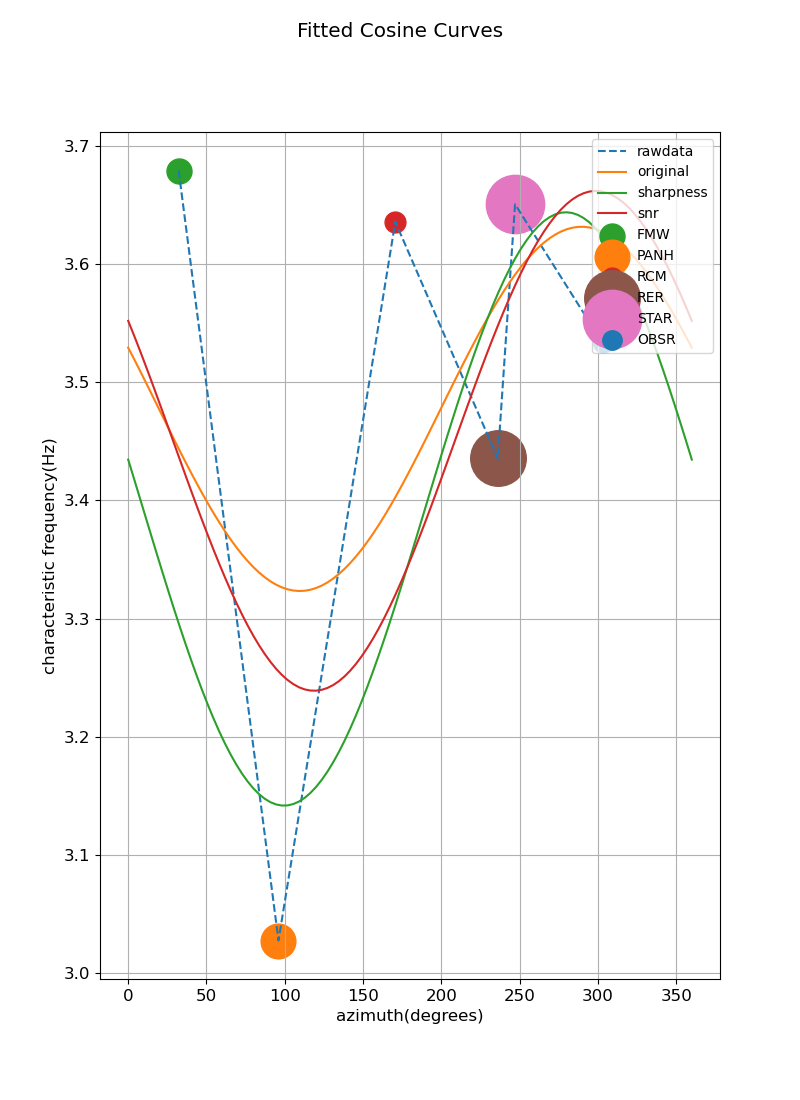 Fitted Cosine Curves
characteristic frequency(Hz)
3.7
3.6
3.5
3.4
3.3
3.2
3.1
3.0
rawdata
original
sharpness
snr
FMW
PANH
RCM
RER
STAR
OBSR
0 50 100 150 200 250 300 350
azimuth(degrees)